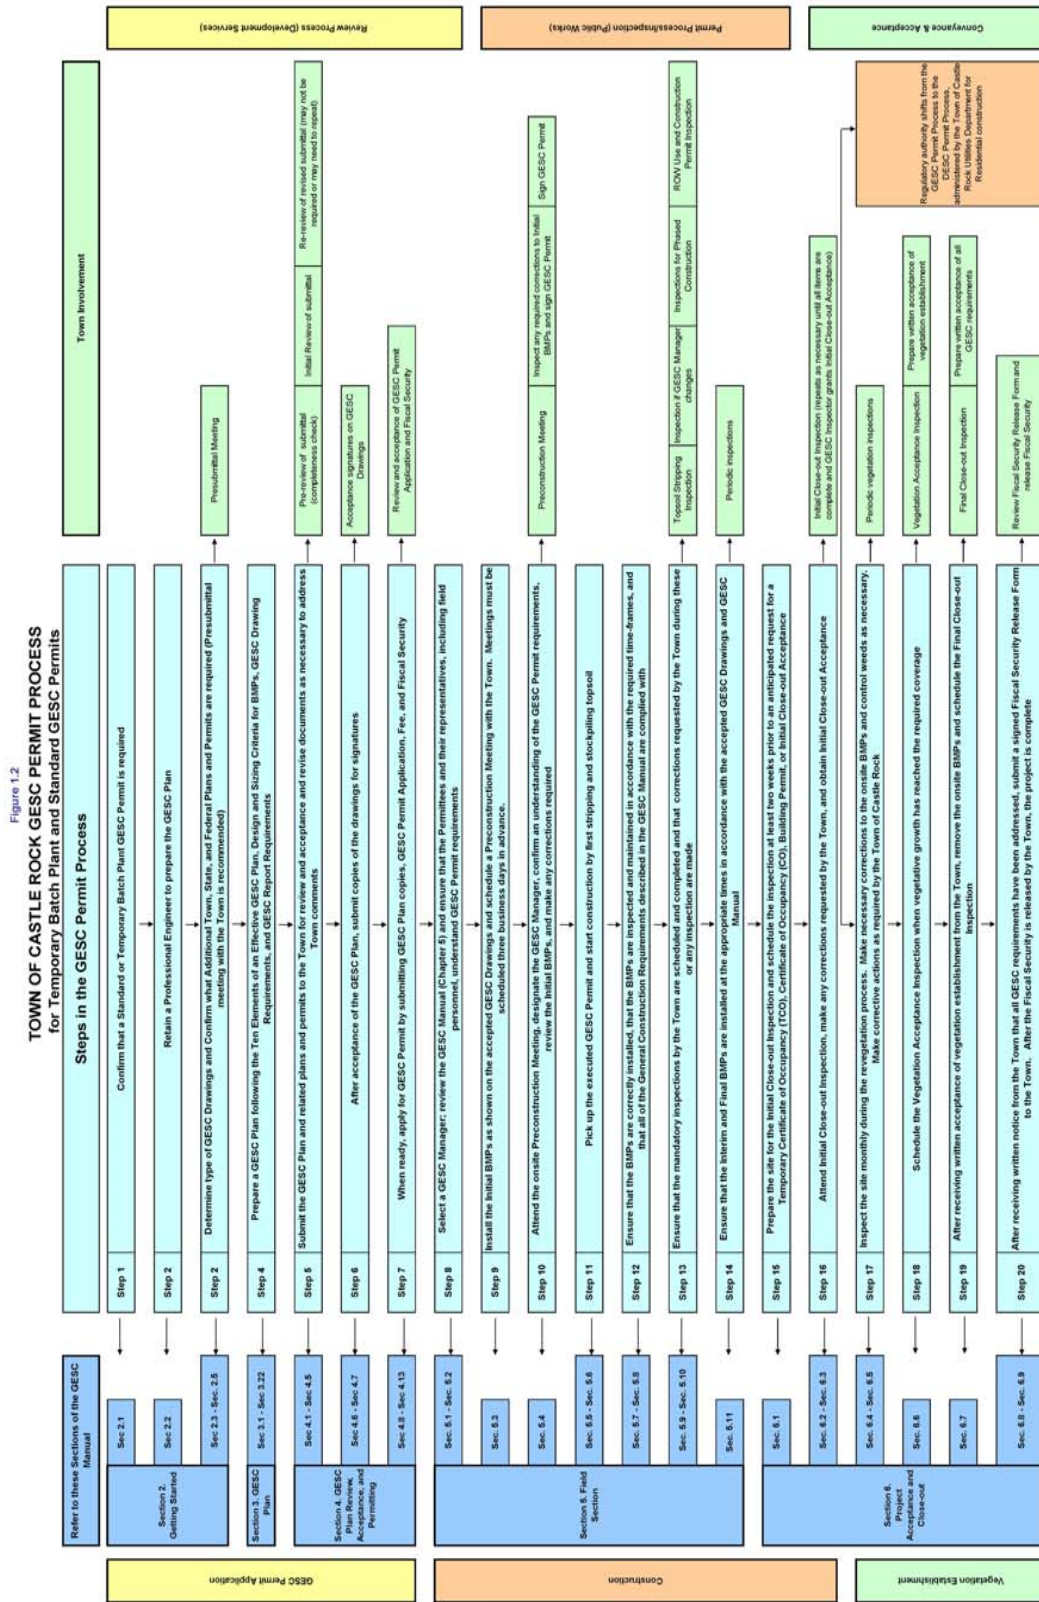 Figure 1.2
TOWN OF CASTLE ROCK GESC PERMIT PROCESS
for Temporary Batch Plant and Standard GESC Permits
Refer to these Sections of the GESC
Manual
Steps in the GESC Permit Process
Town Involvement
GESC Permit Application
Construction
Vegetation Establishment
Section 2.
Getting Started
Section 3. GESC
Plan
Section 4. GESC
Plan Review,
Acceptance, and
Permitting
Section 5. Field
Section
Section 6.
Project
Acceptance and
Close-out
Sec 2.1
Step 1
Confirm that a Standard or Temporary Batch Plant GESC Permit is required
Sec 2.2
Step 2
Retain a Professional Engineer to prepare the GESC Plan
Sec 2.3 - Sec. 2.5
Step 2
Determine type of GESC Drawings and Confirm what Additional Town, State, and Federal Plans and Permits are required (Presubmittal
meeting with the Town is recommended)
Presubmittal Meeting
Sec 3.1 - Sec 3.22
Step 4
Prepare a GESC Plan following the Ten Elements of an Effective GESC Plan, Design and Sizing Criteria for BMPs, GESC Drawing
Requirements, and GESC Report Requirements
Sec 4.1 - Sec 4.5
Step 5
Submit the GESC Plan and related plans and permits to the Town for review and acceptance and revise documents as necessary to address
Town comments
Pre-review of submittal
(completeness check)
Initial Review of submittal
Re-review of revised submittal (may not be
required or may need to repeat)
Sec 4.6 - Sec 4.7
Step 6
After acceptance of the GESC Plan, submit copies of the drawings for signatures
Acceptance signatures on GESC
Drawings
Sec 4.8 - Sec 4.13
Step 7
When ready, apply for GESC Permit by submitting GESC Plan copies, GESC Permit Application, Fee, and Fiscal Security
Review and acceptance of GESC Permit
Application and Fiscal Security
Sec. 5.1 - Sec. 5.2
Step 8
Select a GESC Manager; review the GESC Manual (Chapter 5) and ensure that the Permittees and their representatives, including field
personnel, understand GESC Permit requirements
Sec. 5.3
Step 9
Install the Initial BMPs as shown on the accepted GESC Drawings and schedule a Preconstruction Meeting with the Town. Meetings must be
scheduled three business days in advance.
Sec. 5.4
Step 10
Attend the onsite Preconstruction Meeting, designate the GESC Manager, confirm an understanding of the GESC Permit requirements,
review the Initial BMPs, and make any corrections required
Preconstruction Meeting
Inspect any required corrections to Initial
BMPs and sign GESC Permit
Sign GESC Permit
Sec. 5.5 - Sec. 5.6
Step 11
Pick up the executed GESC Permit and start construction by first stripping and stockpiling topsoil
Sec. 5.7 - Sec. 5.8
Step 12
Ensure that the BMPs are correctly installed, that the BMPs are inspected and maintained in accordance with the required time-frames, and
that all of the General Construction Requirements described in the GESC Manual are complied with
Sec. 5.9 - Sec. 5.10
Step 13
Ensure that the mandatory inspections by the Town are scheduled and completed and that corrections requested by the Town during these
or any inspection are made
Topsoil Stripping
Inspection
Inspection if GESC Manager
changes
Inspections for Phased
Construction
ROW Use and Construction
Permit Inspection
Sec. 5.11
Step 14
Ensure that the Interim and Final BMPs are installed at the appropriate times in accordance with the accepted GESC Drawings and GESC
Manual
Periodic inspections
Sec. 6.1
Step 15
Prepare the site for the Initial Close-out Inspection and schedule the inspection at least two weeks prior to an anticipated request for a
Temporary Certificate of Occupancy (TCO), Certificate of Occupancy (CO), Building Permit, or Initial Close-out Acceptance
Sec. 6.2 - Sec. 6.3
Step 16
Attend Initial Close-out Inspection, make any corrections requested by the Town, and obtain Initial Close-out Acceptance
Initial Close-out Inspection (repeats as necessary until all items are
complete and GESC Inspector grants Initial Close-out Acceptance)
Sec. 6.4 - Sec. 6.5
Step 17
Inspect the site monthly during the revegetation process. Make necessary corrections to the onsite BMPs and control weeds as necessary.
Make corrective actions as required by the Town of Castle Rock
Periodic vegetation inspections
Regulatory authority shifts from the
GESC Permit Process to the
DESC Permit Process,
administered by the Town of Castle
Rock Utilities Department for
Residential construction
Sec. 6.6
Step 18
Schedule the Vegetation Acceptance Inspection when vegetative growth has reached the required coverage
Vegetation Acceptance Inspection
Prepare written acceptance of
vegetation establishment
Sec. 6.7
Step 19
After receiving written acceptance of vegetation establishment from the Town, remove the onsite BMPs and schedule the Final Close-out
Inspection
Final Close-out Inspection
Prepare written acceptance of all
GESC requirements
Sec. 6.8 - Sec. 6.9
Step 20
After receiving written notice from the Town that all GESC requirements have been addressed, submit a signed Fiscal Security Release Form
to the Town. After the Fiscal Security is released by the Town, the project is complete
Review Fiscal Security Release Form and
release Fiscal Security
Review Process (Development Services)
Permit Process/Inspection (Public Works)
Conveyance & Acceptance